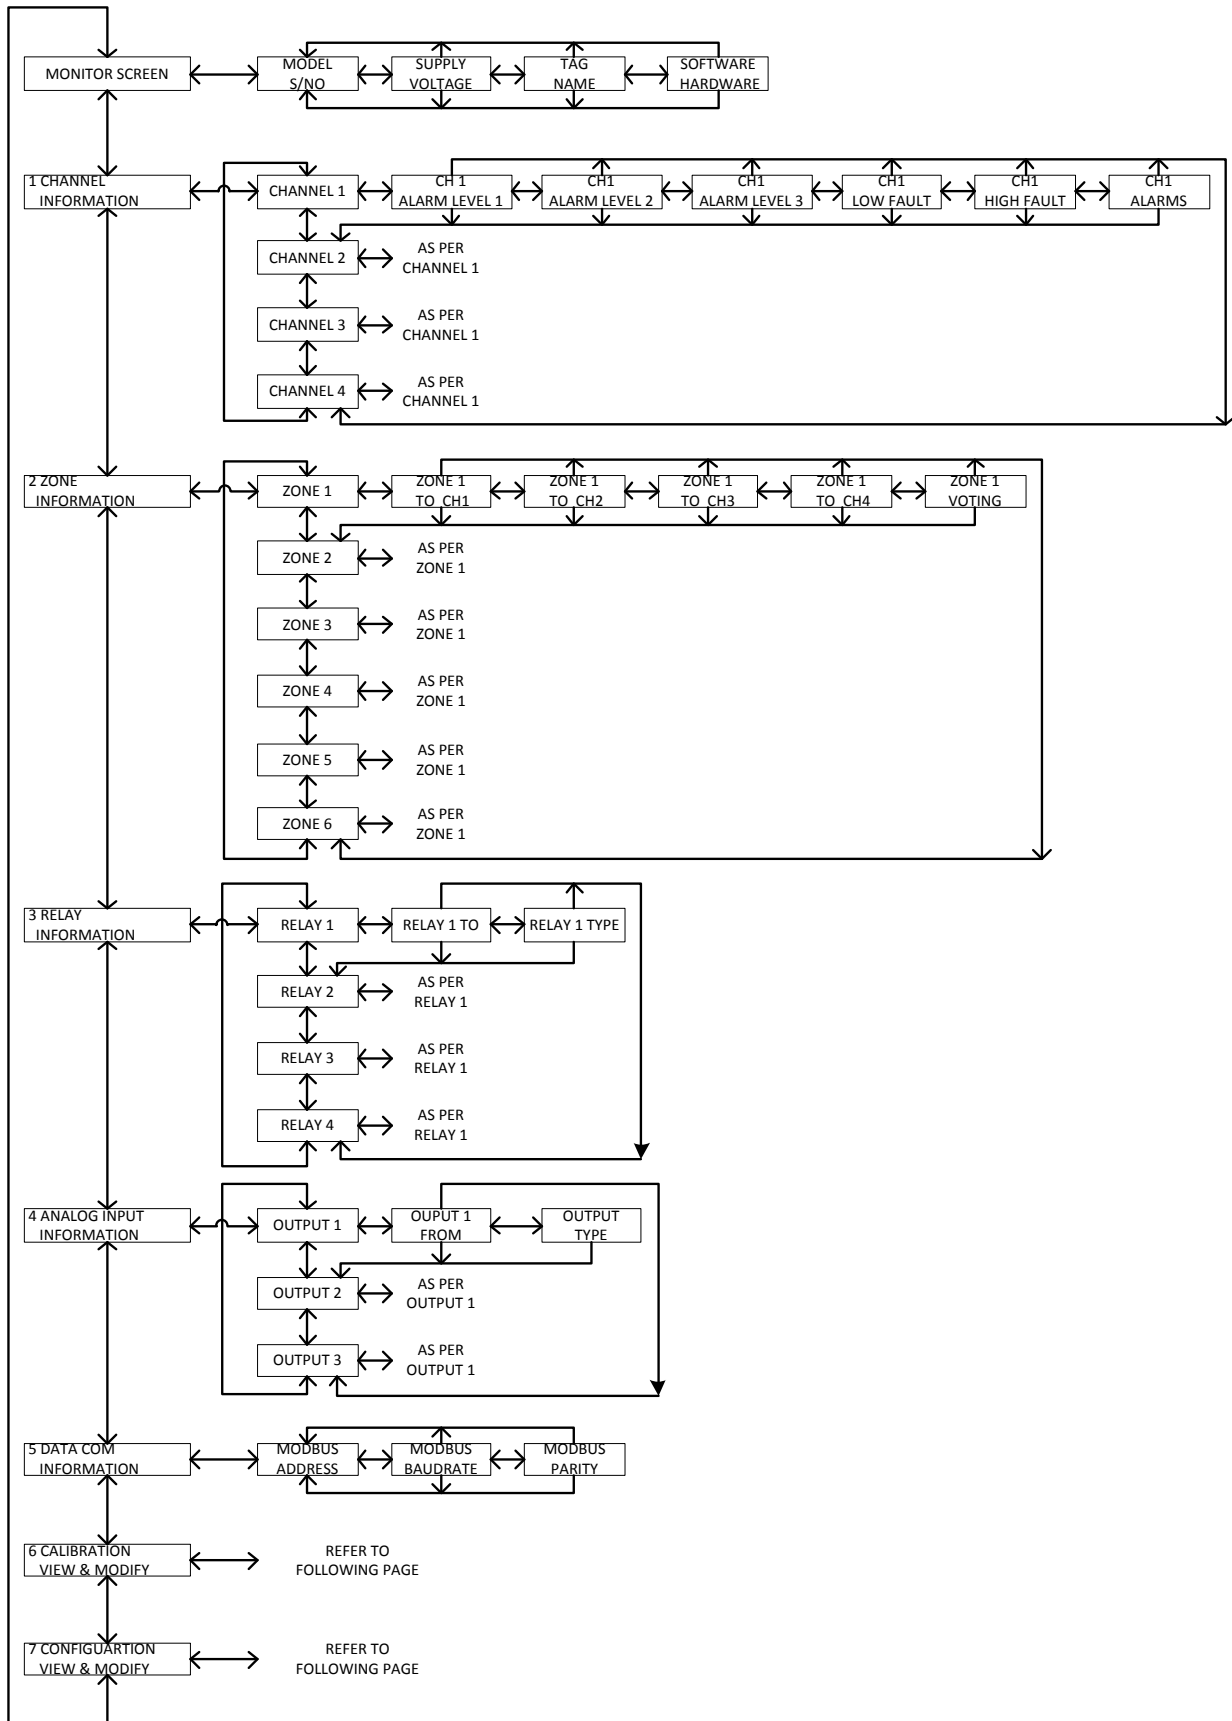 MONITOR SCREEN
MODEL
S/NO
SUPPLY
VOLTAGE
TAG
NAME
SOFTWARE
HARDWARE
1 CHANNEL
INFORMATION
CHANNEL 1
CH 1
ALARM LEVEL 1
CH1
ALARM LEVEL 2
CH1
ALARM LEVEL 3
CH1
LOW FAULT
CH1
HIGH FAULT
CH1
ALARMS
CHANNEL 2
AS PER
CHANNEL 1
CHANNEL 3
AS PER
CHANNEL 1
CHANNEL 4
AS PER
CHANNEL 1
2 ZONE
INFORMATION
ZONE 1
ZONE 1
TO CH1
ZONE 1
TO CH2
ZONE 1
TO CH3
ZONE 1
TO CH4
ZONE 1
VOTING
ZONE 2
AS PER
ZONE 1
ZONE 3
AS PER
ZONE 1
ZONE 4
AS PER
ZONE 1
ZONE 5
AS PER
ZONE 1
ZONE 6
AS PER
ZONE 1
3 RELAY
INFORMATION
RELAY 1
RELAY 1 TO
RELAY 1 TYPE
RELAY 2
AS PER
RELAY 1
RELAY 3
AS PER
RELAY 1
RELAY 4
AS PER
RELAY 1
4 ANALOG INPUT
INFORMATION
OUTPUT 1
OUPUT 1
FROM
OUTPUT
TYPE
OUTPUT 2
AS PER
OUTPUT 1
OUTPUT 3
AS PER
OUTPUT 1
5 DATA COM
INFORMATION
MODBUS
ADDRESS
MODBUS
BAUDRATE
MODBUS
PARITY
6 CALIBRATION
VIEW & MODIFY
REFER TO
FOLLOWING PAGE
7 CONFIGUARTION
VIEW & MODIFY
REFER TO
FOLLOWING PAGE